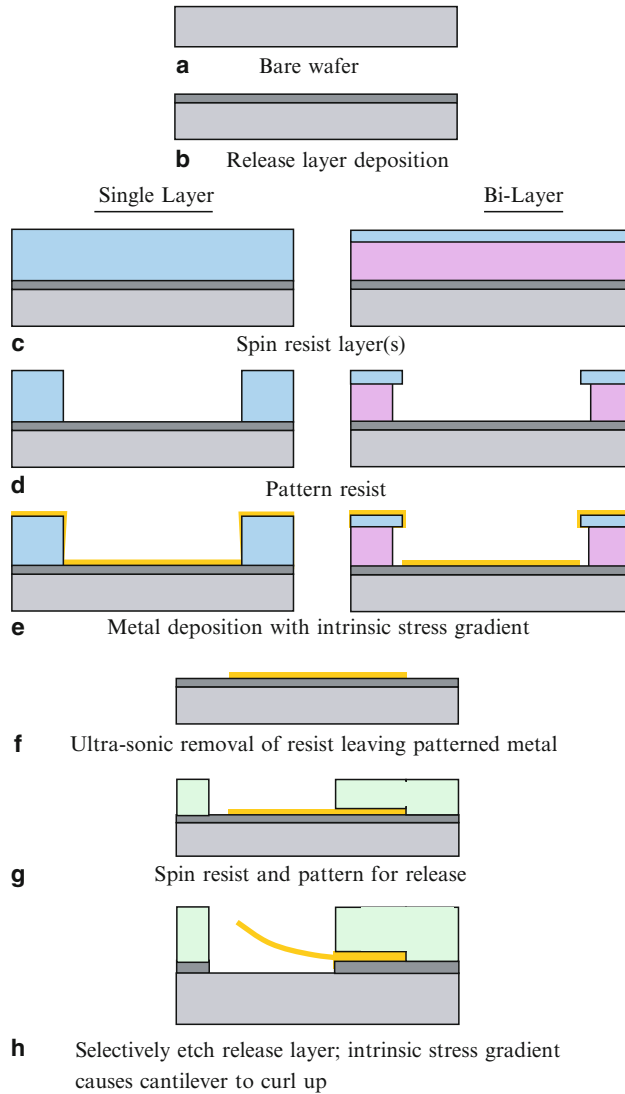 a Bare wafer
b Release layer deposition
Single Layer
Bi-Layer
c Spin resist layer(s)
d Pattern resist
e Metal deposition with intrinsic stress gradient
f Ultra-sonic removal of resist leaving patterned metal
g Spin resist and pattern for release
h Selectively etch release layer; intrinsic stress gradient
causes cantilever to curl up